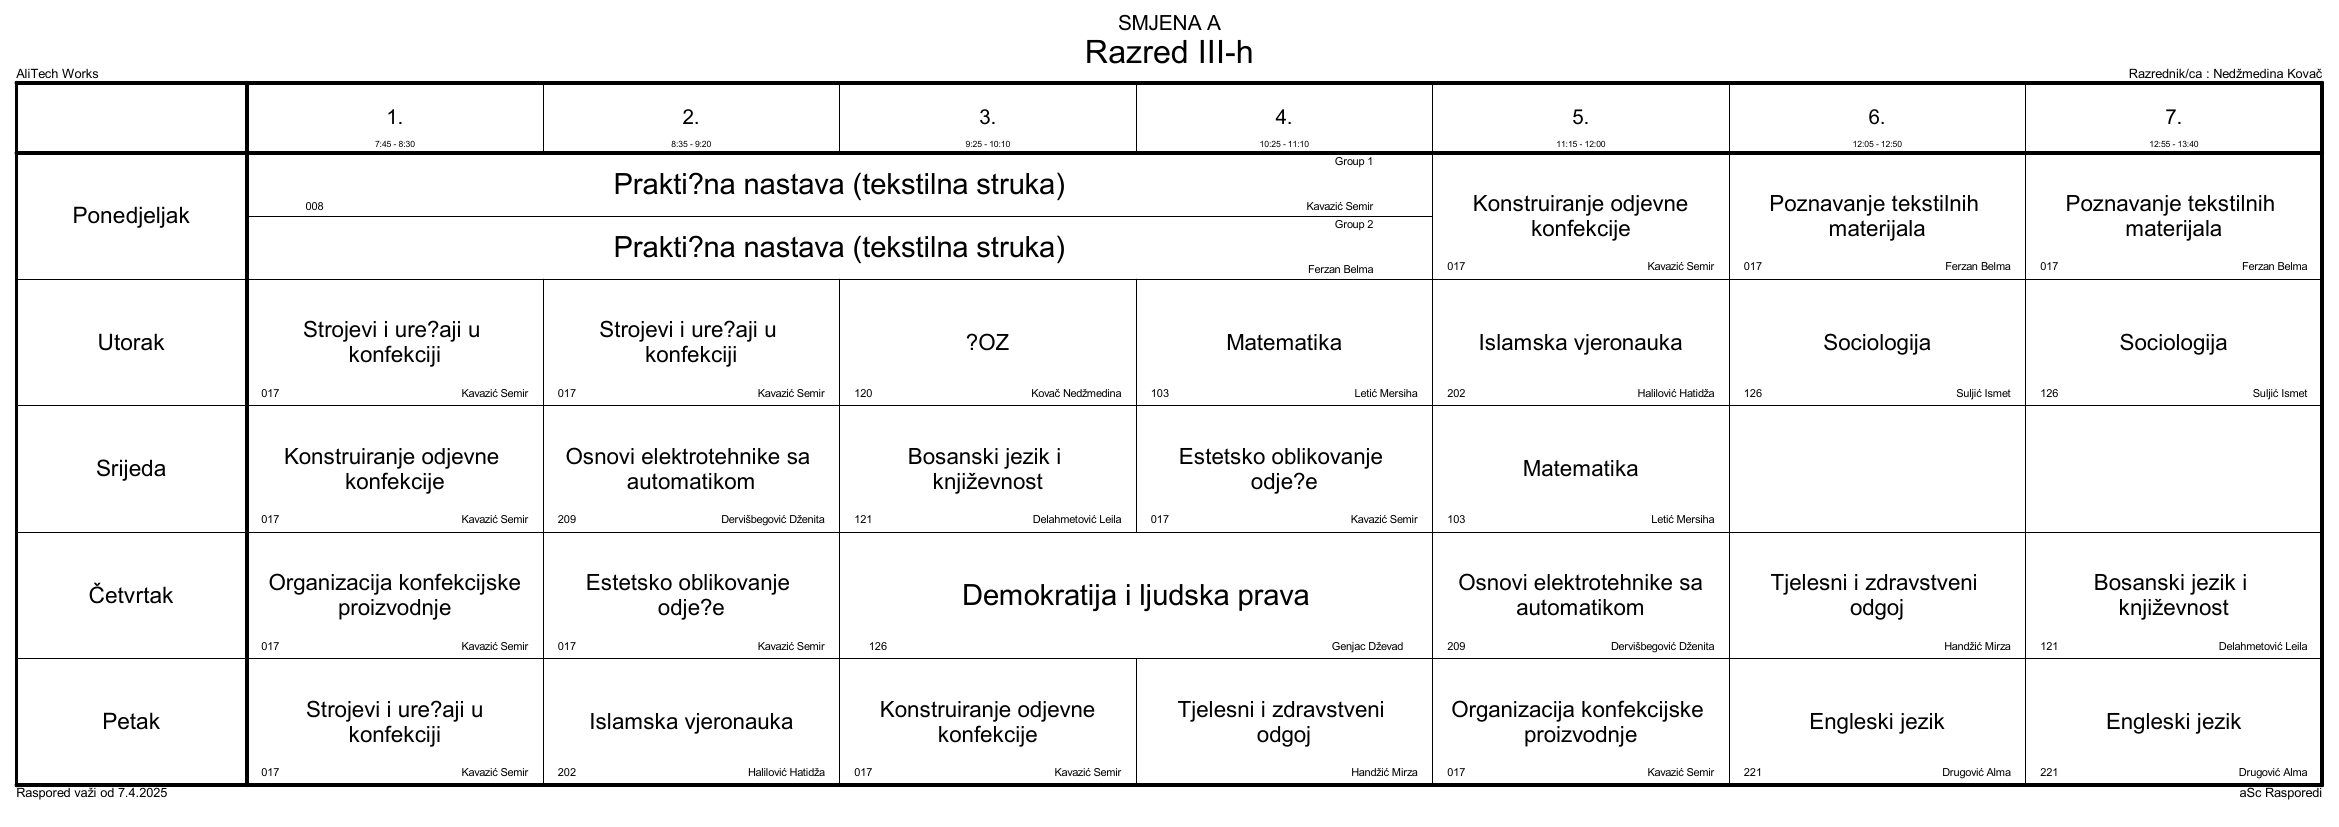 SMJENA A
Razred III-h
AliTech Works
Razrednik/ca : Nedžmedina Kovač
1.
7:45 - 8:30
2.
8:35 - 9:20
3.
9:25 - 10:10
4.
10:25 - 11:10
5.
11:15 - 12:00
6.
12:05 - 12:50
7.
12:55 - 13:40
Ponedjeljak
Group 1
Prakti?na nastava (tekstilna struka)
008
Kavazić Semir
Group 2
Prakti?na nastava (tekstilna struka)
Ferzan Belma
Konstruiranje odjevne
konfekcije
017
Kavazić Semir
Poznavanje tekstilnih
materijala
017
Ferzan Belma
Poznavanje tekstilnih
materijala
017
Ferzan Belma
Utorak
Strojevi i ure?aji u
konfekciji
017
Kavazić Semir
Strojevi i ure?aji u
konfekciji
017
Kavazić Semir
?OZ
120
Kovač Nedžmedina
Matematika
103
Letić Mersiha
Islamska vjeronauka
202
Halilović Hatidža
Sociologija
126
Suljić Ismet
Sociologija
126
Suljić Ismet
Srijeda
Konstruiranje odjevne
konfekcije
017
Kavazić Semir
Osnovi elektrotehnike sa
automatikom
209
Dervišbegović Dženita
Bosanski jezik i
književnost
121
Delahmetović Leila
Estetsko oblikovanje
odje?e
017
Kavazić Semir
Matematika
103
Letić Mersiha
Četvrtak
Organizacija konfekcijske
proizvodnje
017
Kavazić Semir
Estetsko oblikovanje
odje?e
017
Kavazić Semir
Demokratija i ljudska prava
126
Genjac Dževad
Osnovi elektrotehnike sa
automatikom
209
Dervišbegović Dženita
Tjelesni i zdravstveni
odgoj
Handžić Mirza
Bosanski jezik i
književnost
121
Delahmetović Leila
Petak
Strojevi i ure?aji u
konfekciji
017
Kavazić Semir
Islamska vjeronauka
202
Halilović Hatidža
Konstruiranje odjevne
konfekcije
017
Kavazić Semir
Tjelesni i zdravstveni
odgoj
Handžić Mirza
Organizacija konfekcijske
proizvodnje
017
Kavazić Semir
Engleski jezik
221
Drugović Alma
Engleski jezik
221
Drugović Alma
Raspored važi od 7.4.2025
aSc Rasporedi